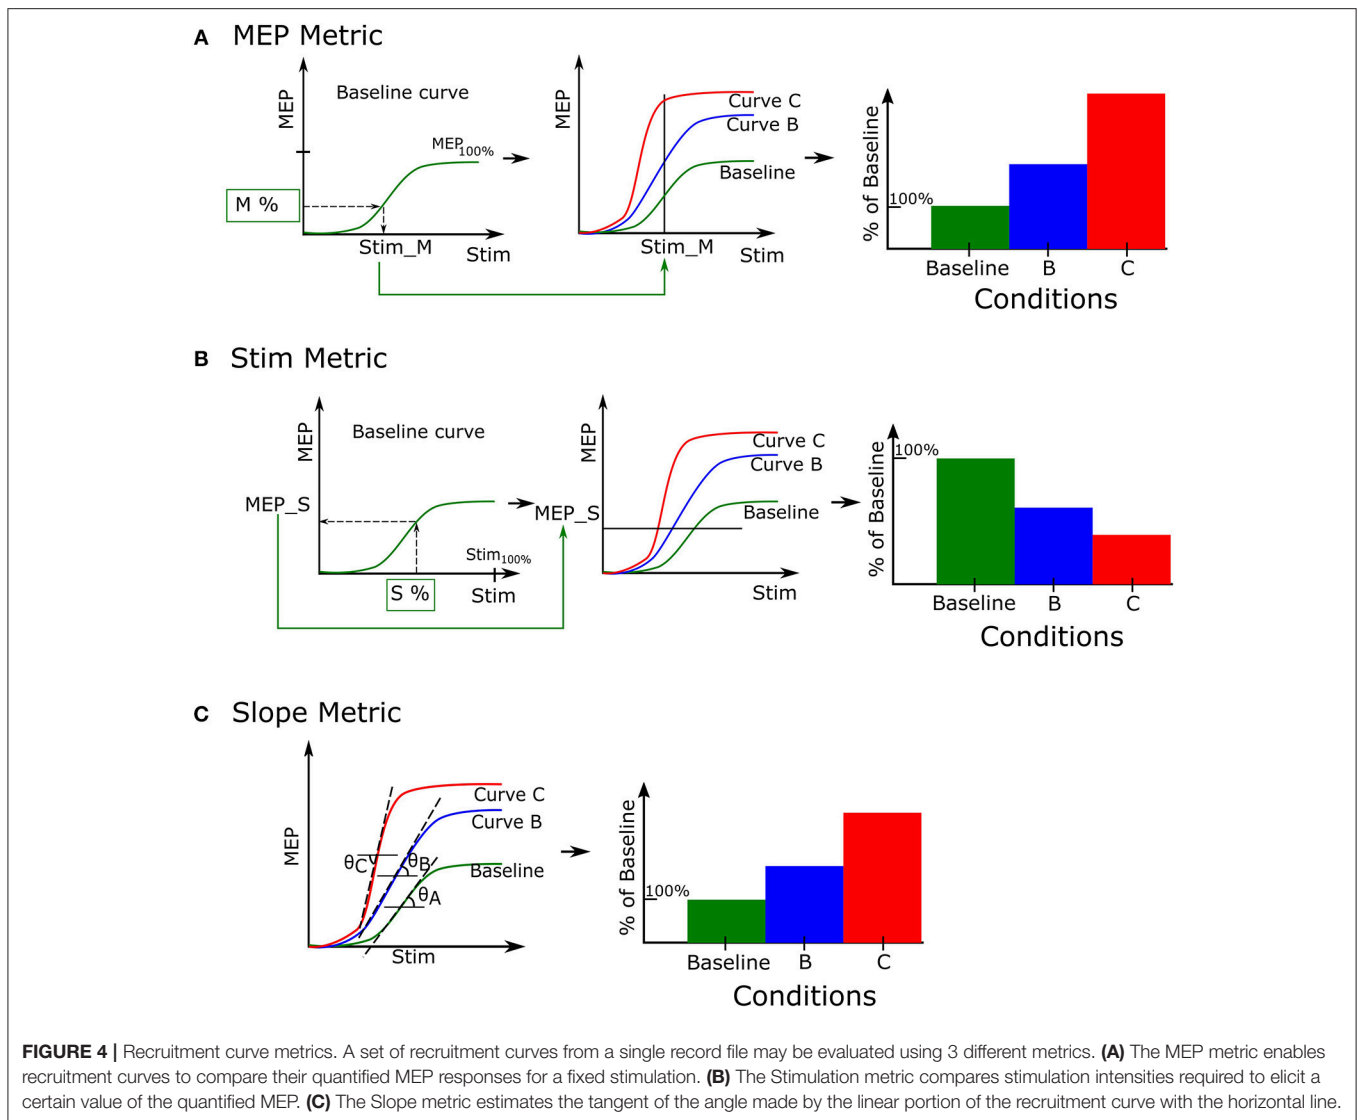 A MEP Metric
MEP
Baseline curve
MEP100%
M %
Stim_M
Stim
MEP
Curve C
Curve B
Baseline
Stim_M
Stim
% of Baseline
100%
Baseline B C
Conditions
B Stim Metric
MEP
Baseline curve
MEP_S
Stim100%
S %
Stim
MEP
MEP_S
Curve C
Curve B
Baseline
Stim
% of Baseline
100%
Baseline B C
Conditions
C Slope Metric
MEP
Curve C
Curve B
Baseline
θC
θB
θA
Stim
% of Baseline
100%
Baseline B C
Conditions
FIGURE 4 | Recruitment curve metrics. A set of recruitment curves from a single record file may be evaluated using 3 different metrics. (A) The MEP metric enables
recruitment curves to compare their quantified MEP responses for a fixed stimulation. (B) The Stimulation metric compares stimulation intensities required to elicit a
certain value of the quantified MEP. (C) The Slope metric estimates the tangent of the angle made by the linear portion of the recruitment curve with the horizontal line.